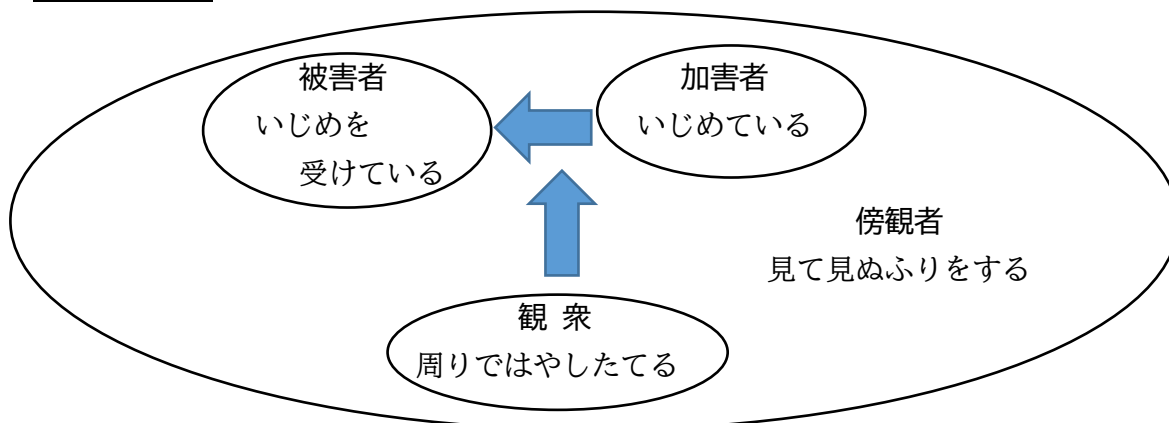 被害者
いじめを
受けている
加害者
いじめている
傍観者
見て見ぬふりをする
観 衆
周りではやしたてる